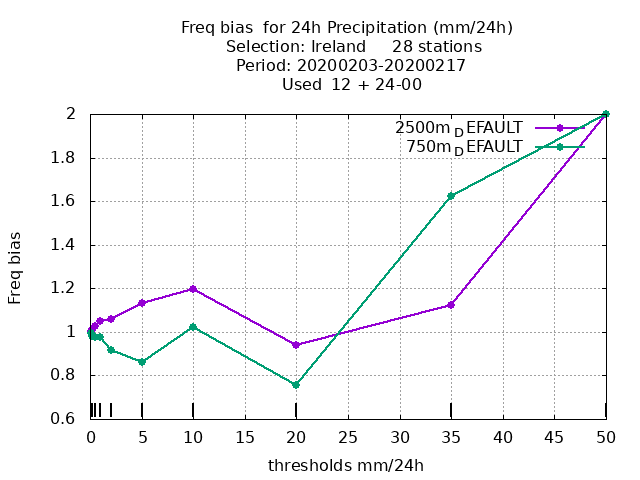 Freq bias  for 24h Precipitation (mm/24h)
Selection: Ireland     28 stations
Period: 20200203-20200217
Used  12 + 24-00
2500m_DEFAULT
750m_DEFAULT
2
1.8
1.6
1.4
1.2
1
0.8
0.6
Freq bias
0 5 10 15 20 25 30 35 40 45 50
thresholds mm/24h